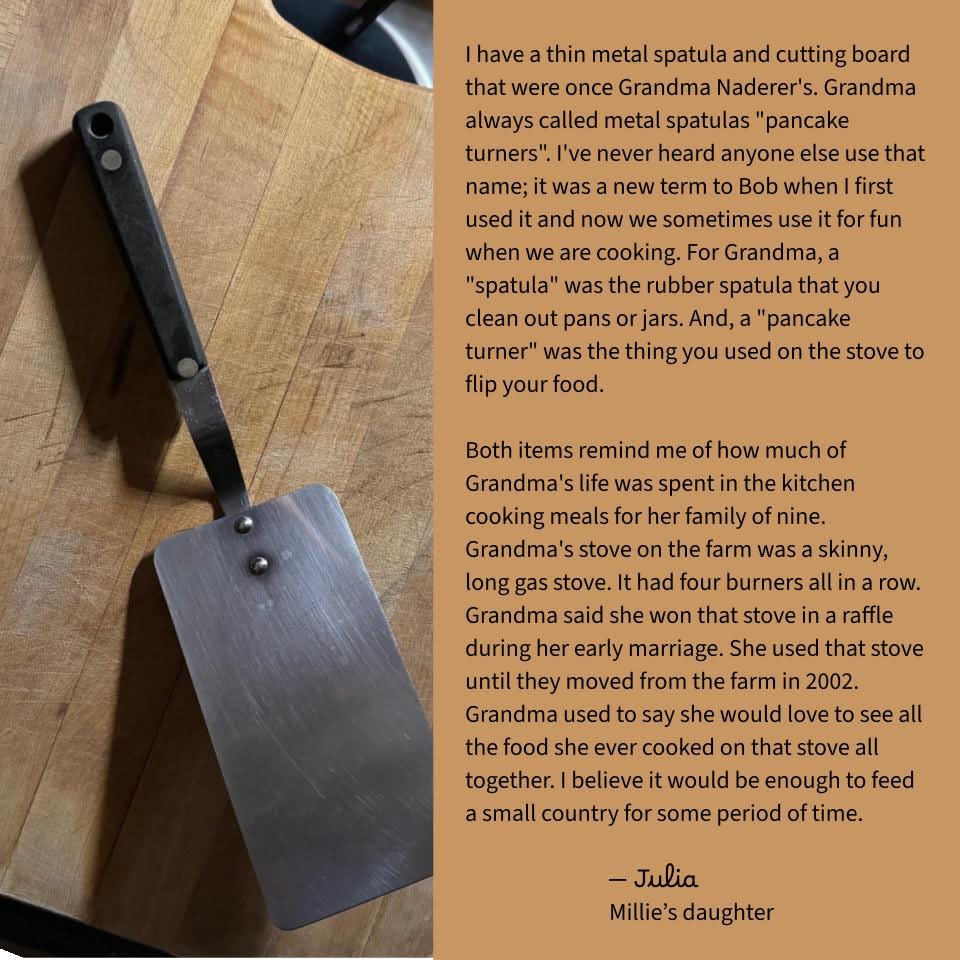 I have a thin metal spatula and cutting board
that were once Grandma Naderer's. Grandma
always called metal spatulas "pancake
turners". I've never heard anyone else use that
name; it was a new term to Bob when I first
used it and now we sometimes use it for fun
when we are cooking. For Grandma, a
"spatula" was the rubber spatula that you
clean out pans or jars. And, a "pancake
turner" was the thing you used on the stove to
flip your food.
Both items remind me of how much of
Grandma's life was spent in the kitchen
cooking meals for her family of nine.
Grandma's stove on the farm was a skinny,
long gas stove. It had four burners all in a row.
Grandma said she won that stove in a raffle
during her early marriage. She used that stove
until they moved from the farm in 2002.
Grandma used to say she would love to see all
the food she ever cooked on that stove all
together. I believe it would be enough to feed
a small country for some period of time.
— Julia
Millie’s daughter